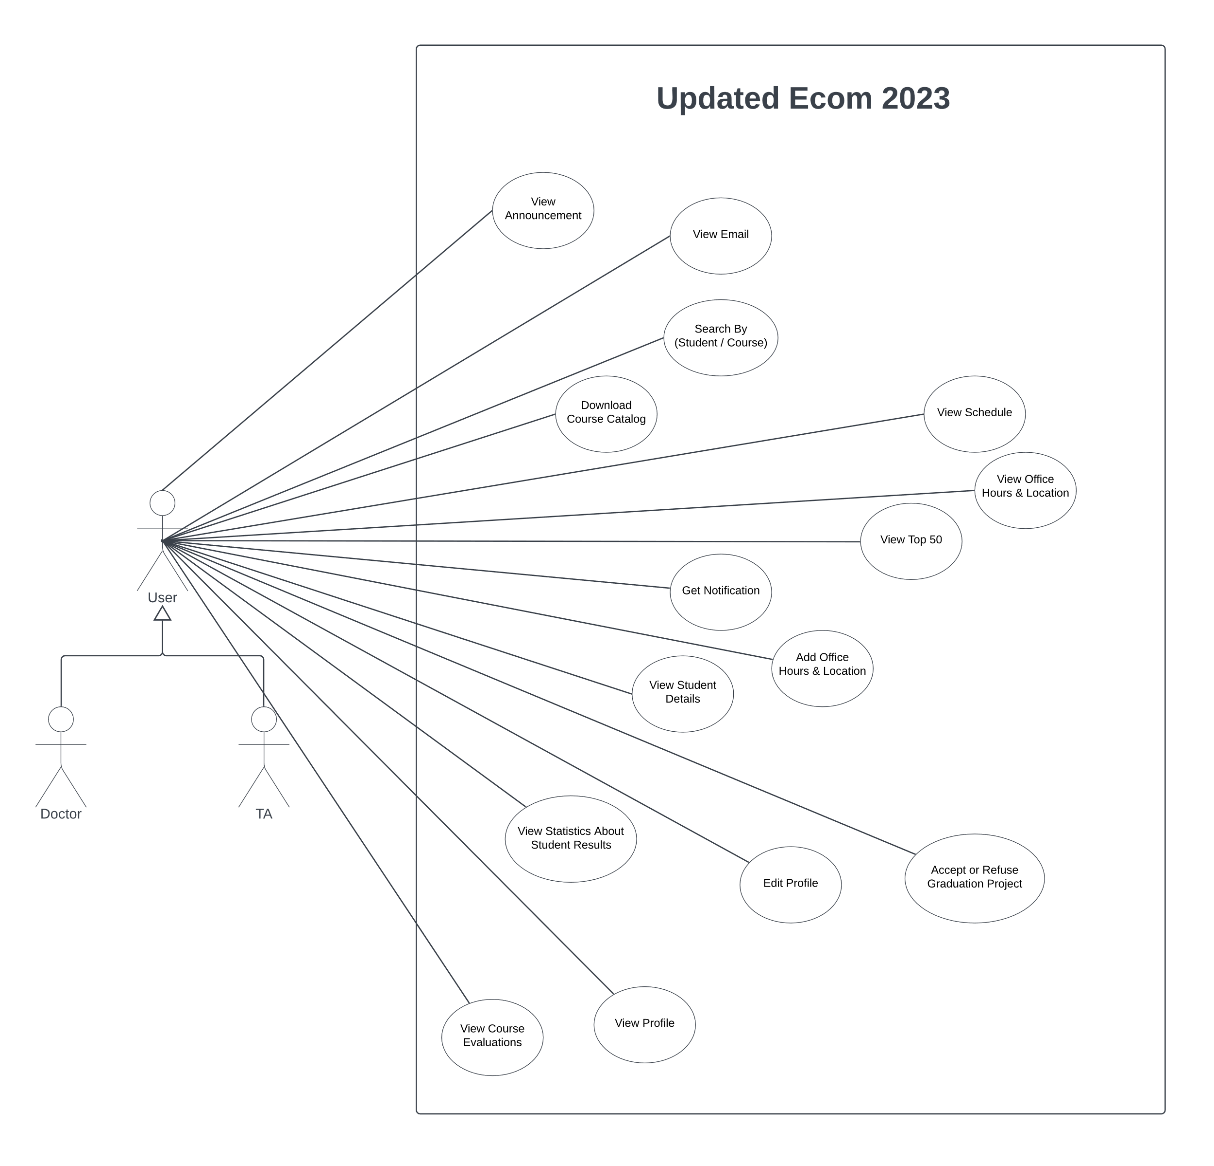 Updated Ecom 2023
View
Announcement
View Email
Search By
(Student / Course)
Download
Course Catalog
View Schedule
View Office
Hours & Location
View Top 50
Get Notification
User
Add Office
Hours & Location
View Student
Details
Doctor
TA
View Statistics About
Student Results
Edit Profile
Accept or Refuse
Graduation Project
View Course
Evaluations
View Profile